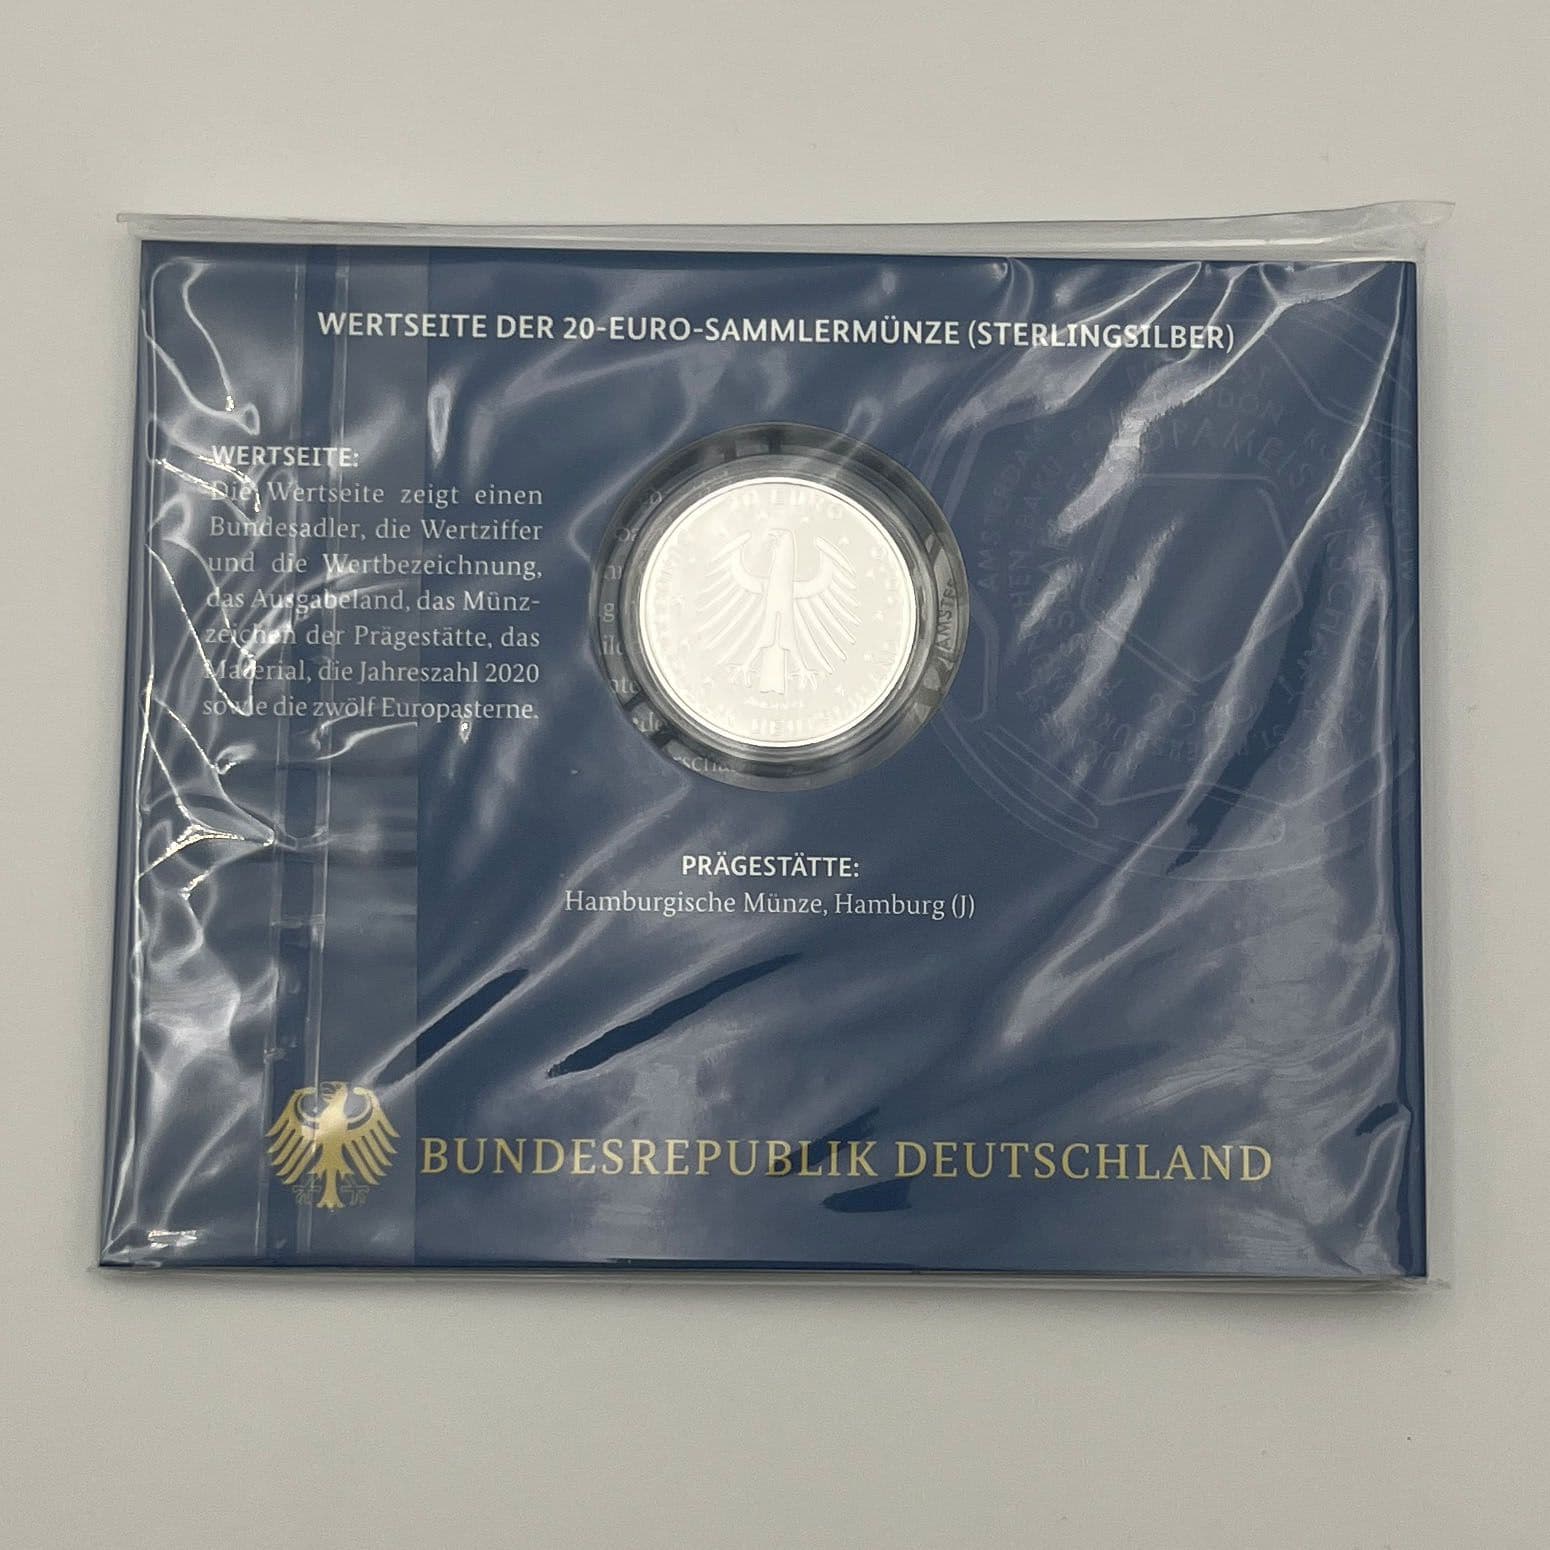 WERTSEITE DER 20-EURO-SAMMLERMÜNZE (STERLINGSILBER)
WERTSEITE:
Die Wertseite zeigt einen
Bundesadler, die Wertziffer
und die Wertbezeichnung,
das Ausgabeland, das Münz-
zeichen der Prägestätte, das
Material, die Jahreszahl 2020
sowie die zwölf Europasterne.
20 EURO
PRÄGESTÄTTE:
Hamburgische Münze, Hamburg (J)
BUNDESREPUBLIK DEUTSCHLAND